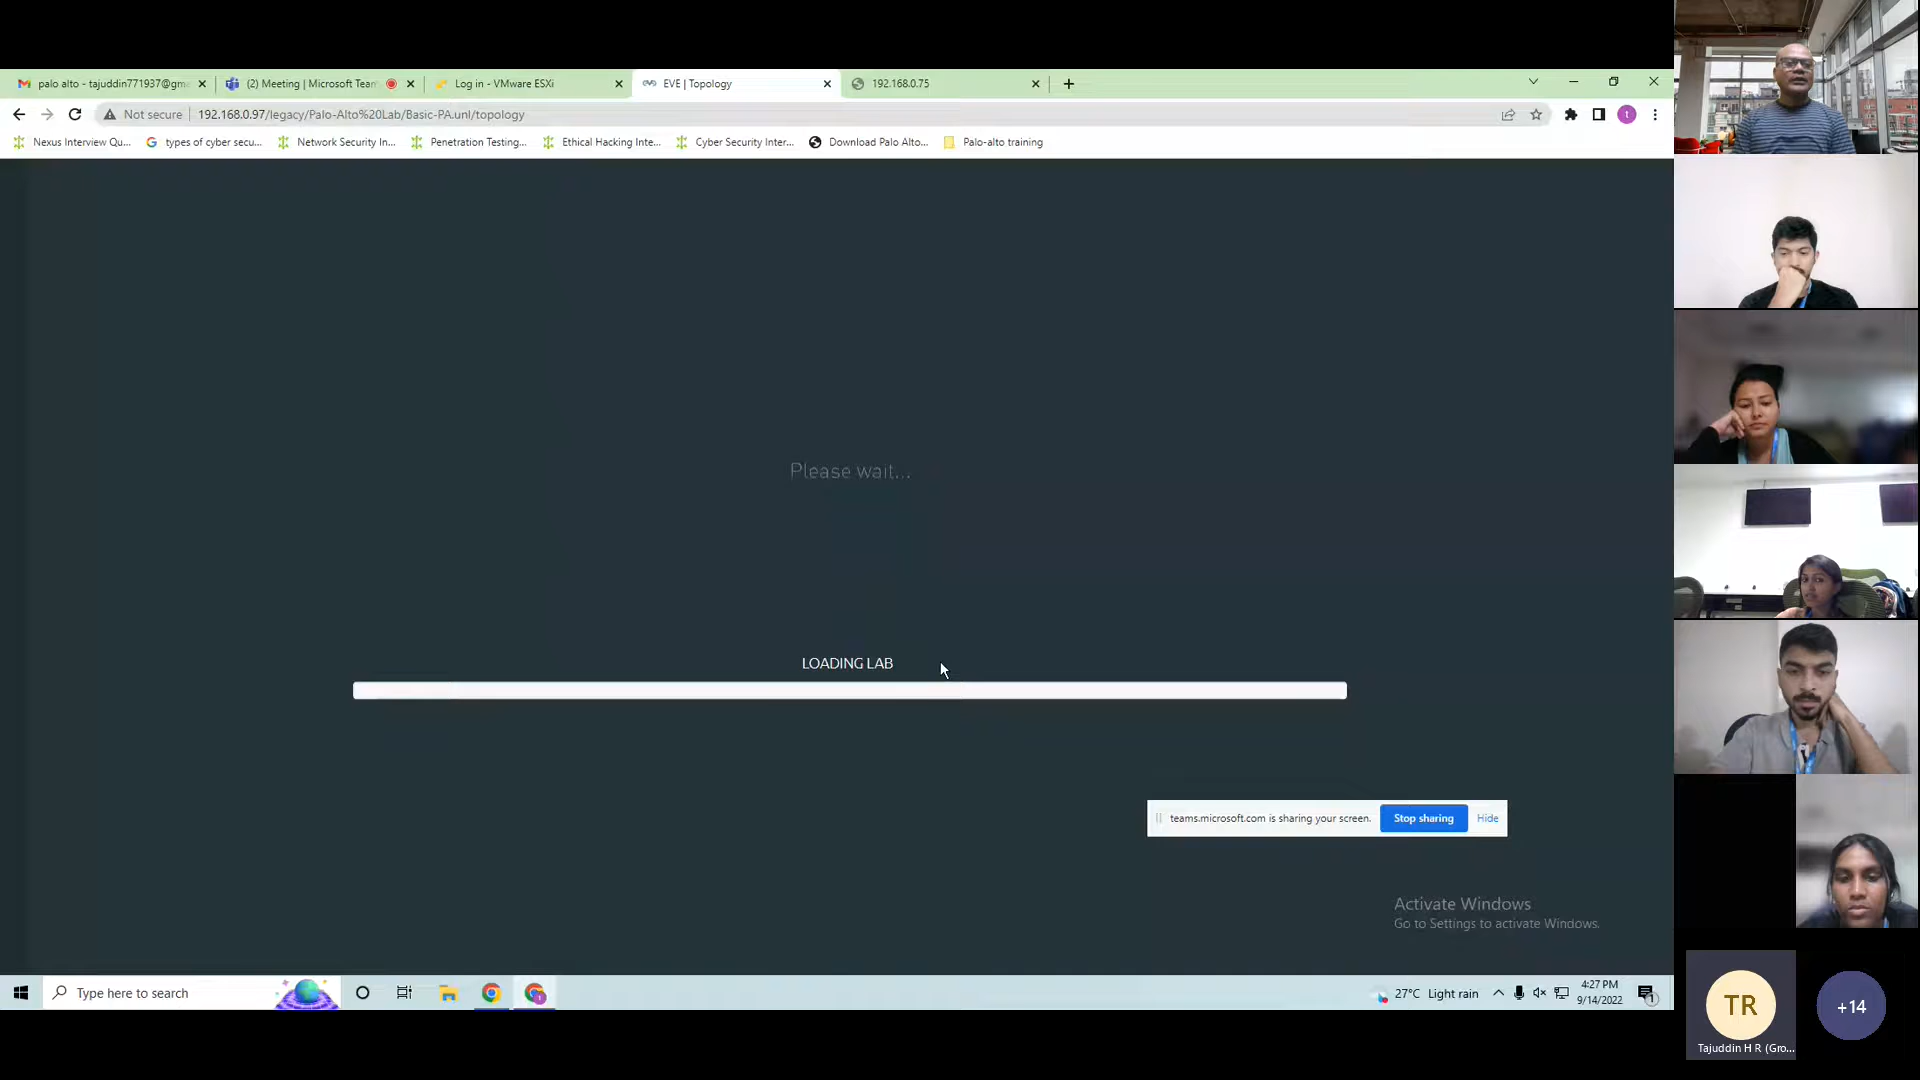 palo alto - tajuddin771937@gm
(2) Meeting | Microsoft Team
Log in - VMware ESXi
EVE | Topology
192.168.0.75
Not secure
192.168.0.97/legacy/Palo-Alto%20Lab/Basic-PA.unl/topology
t
Nexus Interview Qu...
types of cyber secu...
Network Security In...
Penetration Testing...
Ethical Hacking Inte...
Cyber Security Inter...
Download Palo Alto...
Palo-alto training
Please wait...
LOADING LAB
teams.microsoft.com is sharing your screen.
Stop sharing
Hide
Activate Windows
Go to Settings to activate Windows.
Type here to search
27°C Light rain
4:27 PM
9/14/2022
1
TR
Tajuddin H R (Gro...
+14